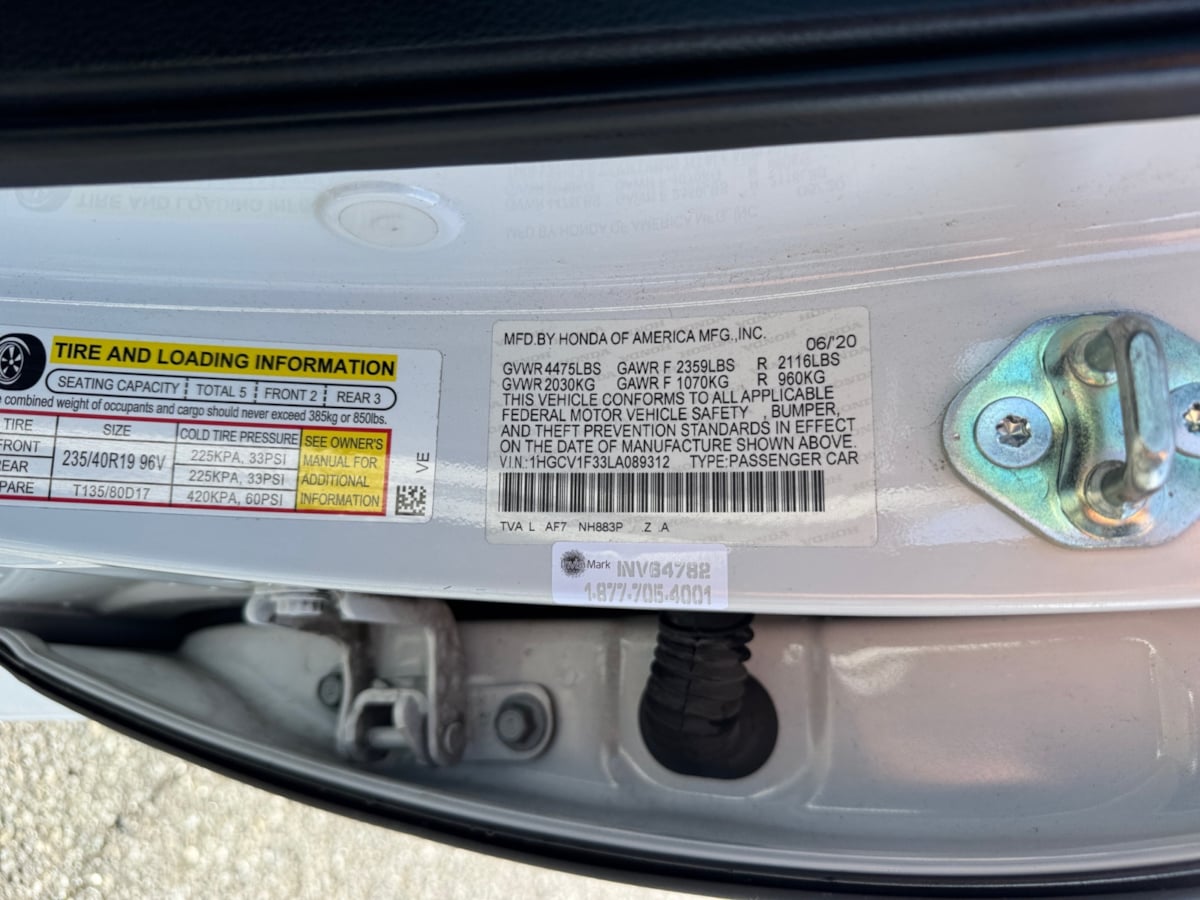 TIRE AND LOADING INFORMATION
SEATING CAPACITY TOTAL 5 FRONT 2 REAR 3
combined weight of occupants and cargo should never exceed 385kg or 850lbs.
TIRE SIZE COLD TIRE PRESSURE SEE OWNER'S MANUAL FOR ADDITIONAL INFORMATION
FRONT 235/40R19 96V 225KPA, 33PSI
REAR 225KPA, 33PSI
PARE T135/80D17 420KPA, 60PSI
VE
MFD.BY HONDA OF AMERICA MFG.,INC. 06/'20
GVWR 4475LBS GAWR F 2359LBS R 2116LBS
GVWR 2030KG GAWR F 1070KG R 960KG
THIS VEHICLE CONFORMS TO ALL APPLICABLE
FEDERAL MOTOR VEHICLE SAFETY , BUMPER,
AND THEFT PREVENTION STANDARDS IN EFFECT
ON THE DATE OF MANUFACTURE SHOWN ABOVE.
V.I.N.:1HGCV1F33LA089312 TYPE:PASSENGER CAR
TVA L AF7 NH883P .Z .A
Mark INV64782
1-877-705-4001